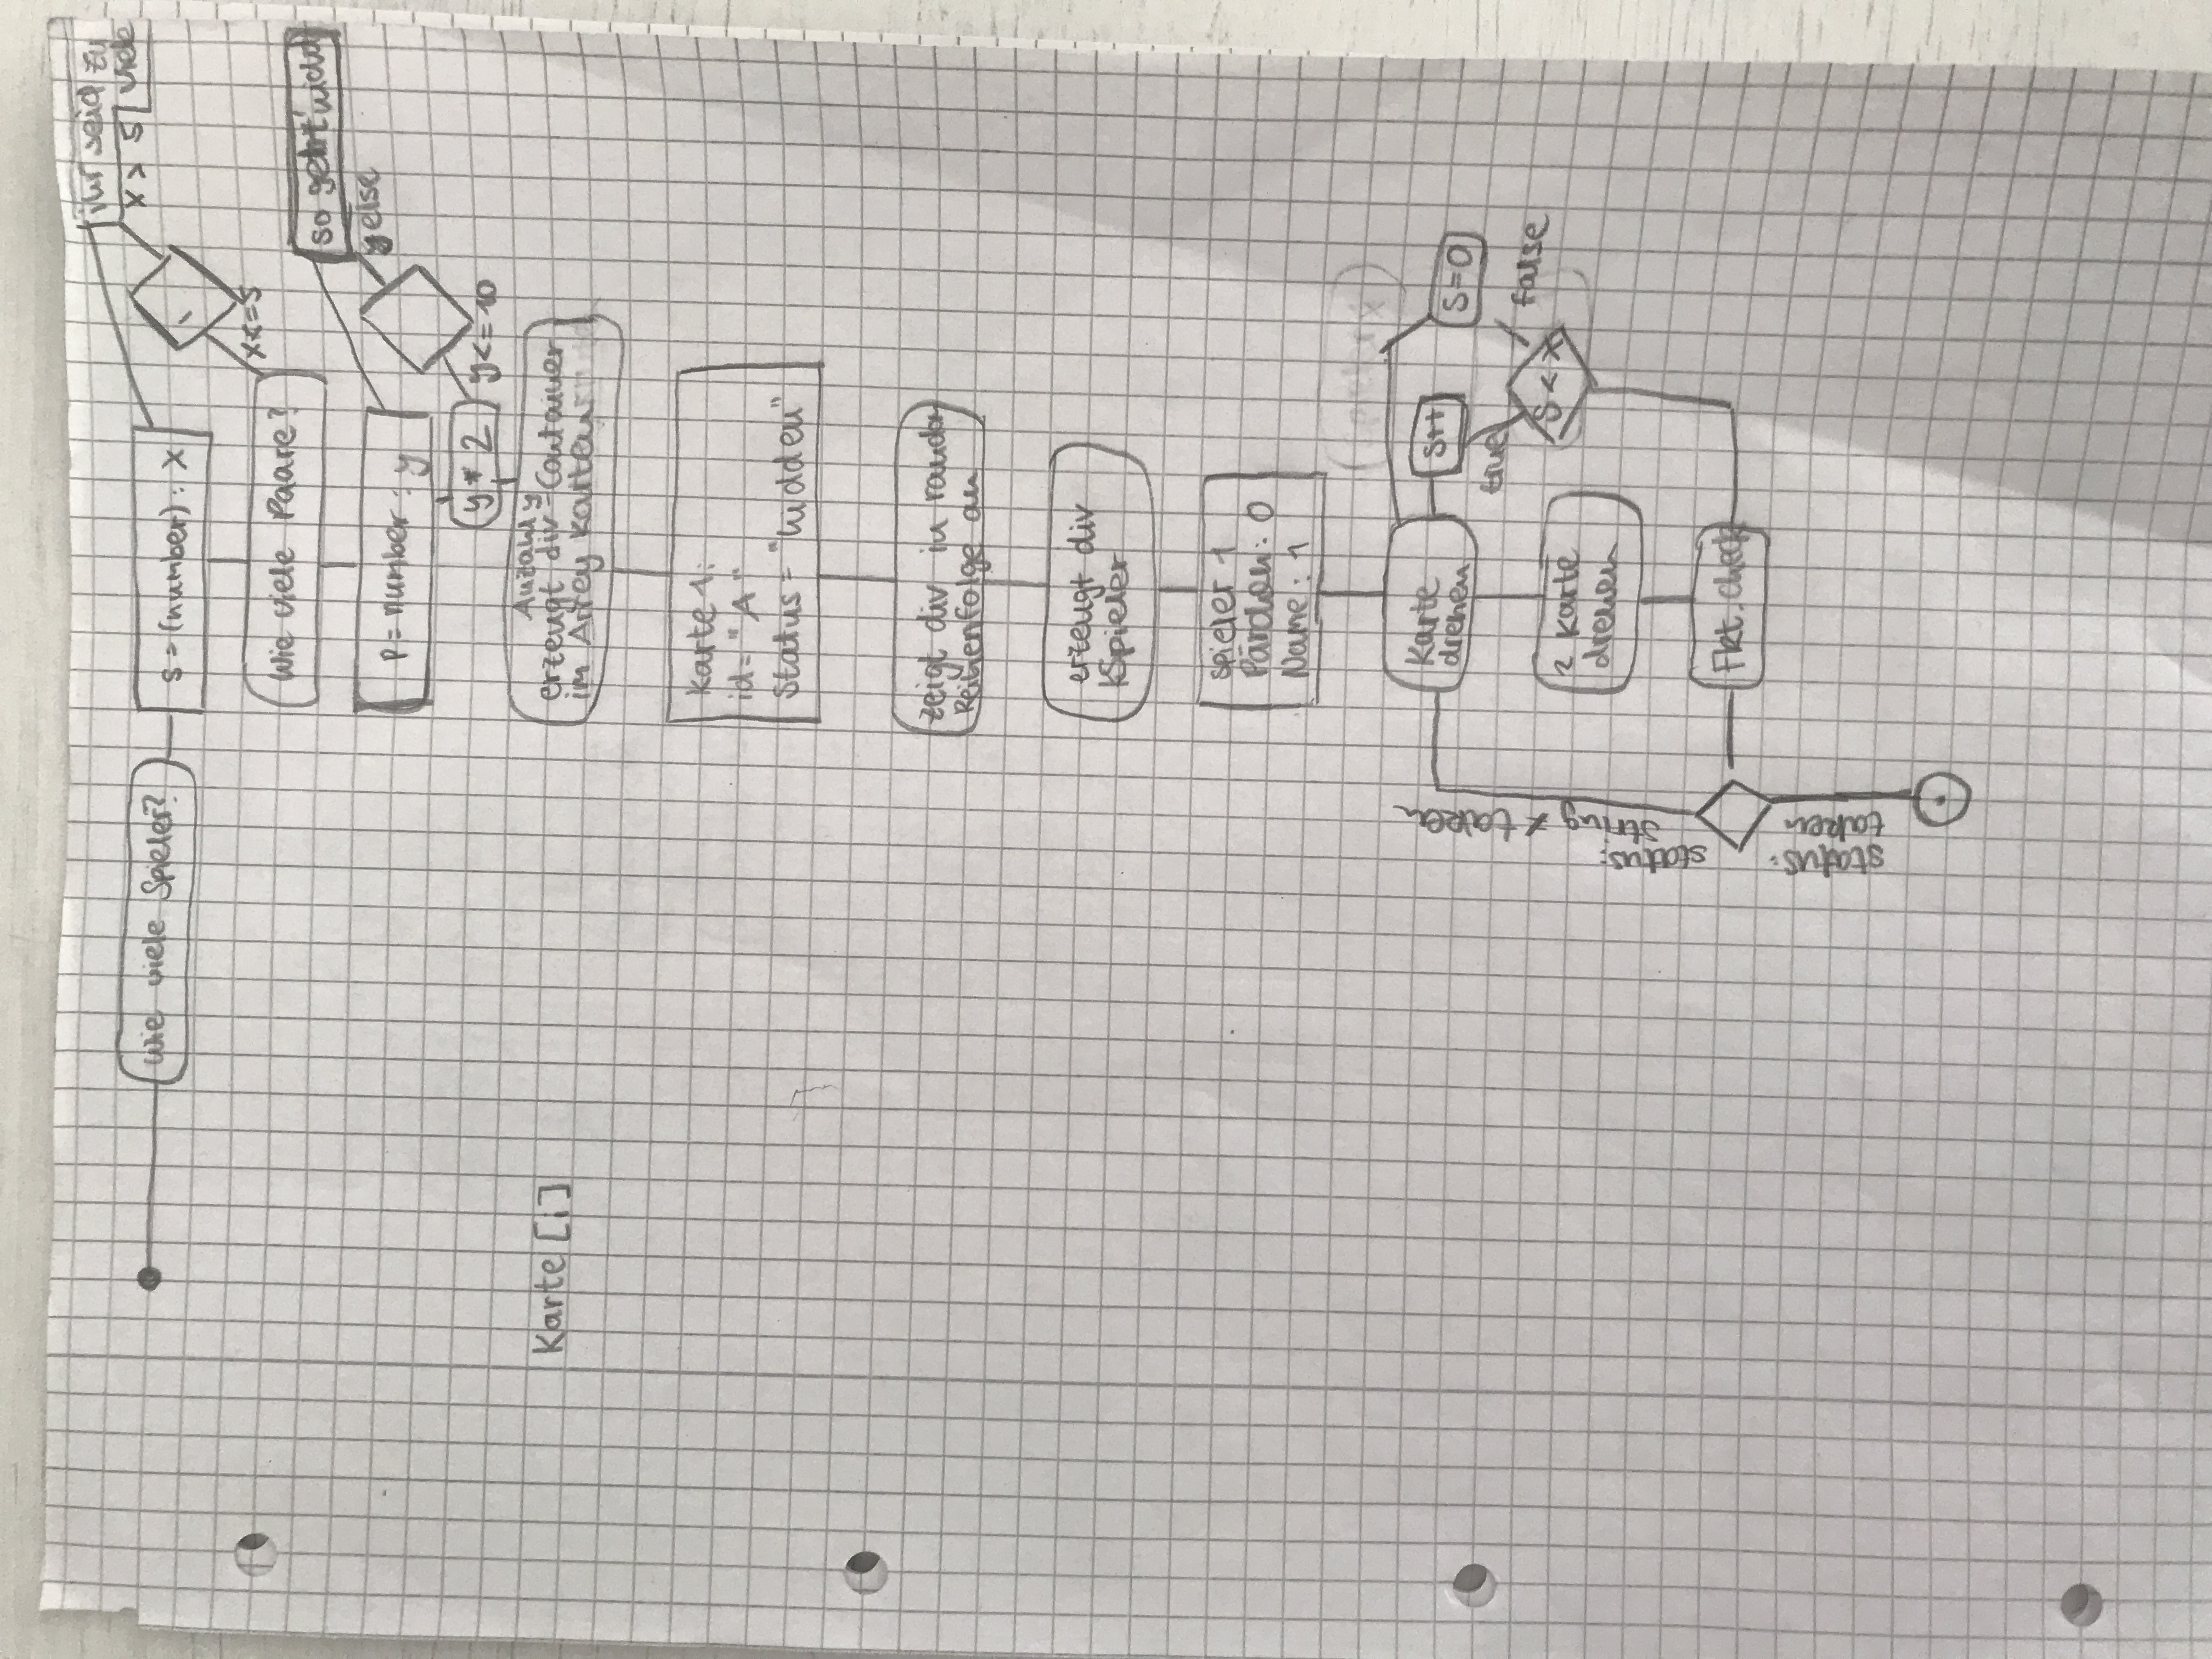 ihr seid zu
viele
Wie viele Spieler?
s = (number) : x
x > 5
x <= 5
Wie viele Paare?
so geht' nicht
p = number : y
y else
y * 2
y <= 10
Karte [i]
Anzahl y
erzeugt div-Container
im Arrey Karten
Karte 1:
id = "A"
Status = "hidden"
zeigt div in random
Reihenfolge an
erzeugt div
Spieler
Spieler 1
Pärchen: 0
Name: 1
Karte
drehen
s++
s=0
true
false
S < x
2 Karte
drehen
Fkt. check
status:
String ≠ taken
status:
taken